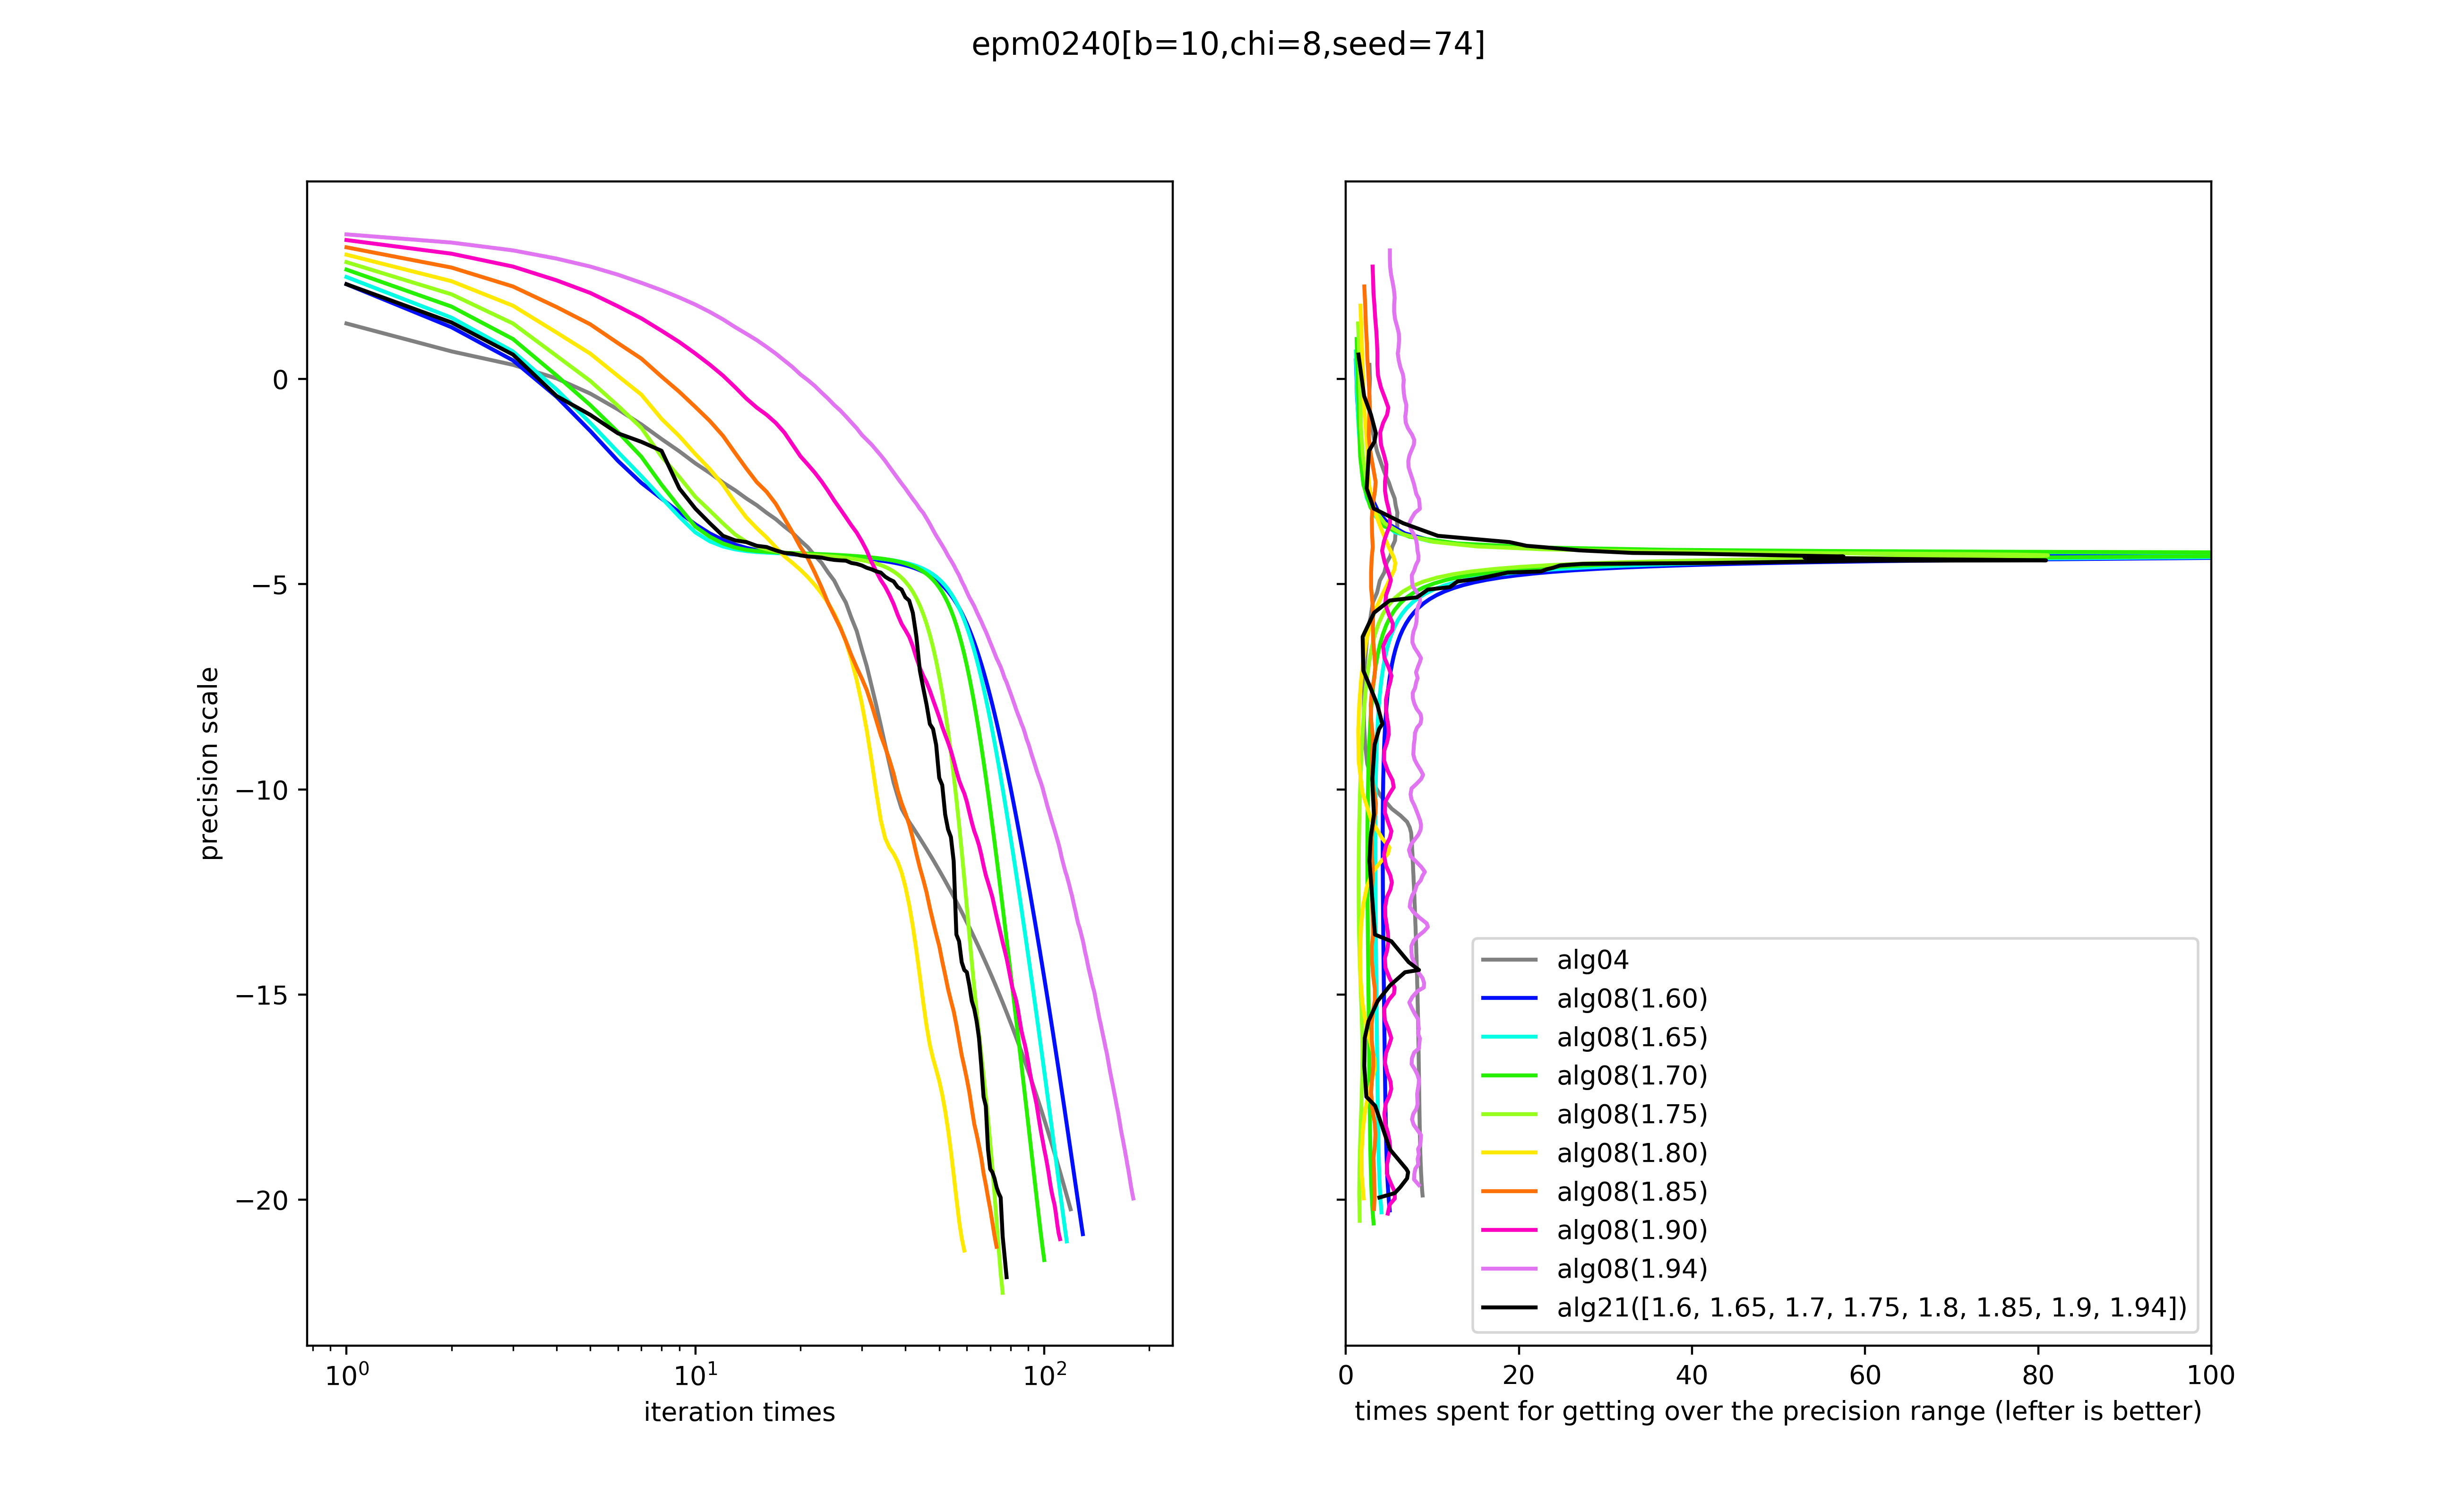 epm0240[b=10,chi=8,seed=74]
precision scale
0
−5
−10
−15
−20
10⁰
10¹
10²
iteration times
alg04
alg08(1.60)
alg08(1.65)
alg08(1.70)
alg08(1.75)
alg08(1.80)
alg08(1.85)
alg08(1.90)
alg08(1.94)
alg21([1.6, 1.65, 1.7, 1.75, 1.8, 1.85, 1.9, 1.94])
0
20
40
60
80
100
times spent for getting over the precision range (lefter is better)